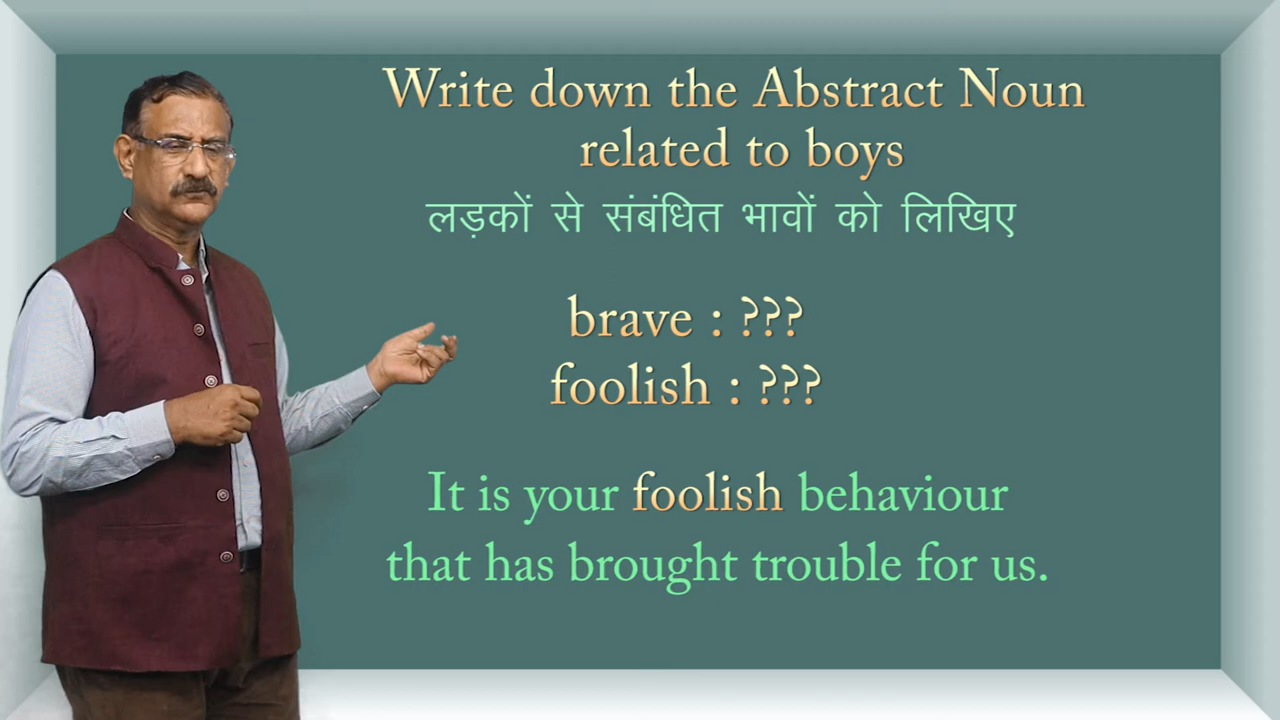 Write down the Abstract Noun
related to boys
लड़कों से संबंधित भावों को लिखिए
brave : ???
foolish : ???
It is your foolish behaviour
that has brought trouble for us.